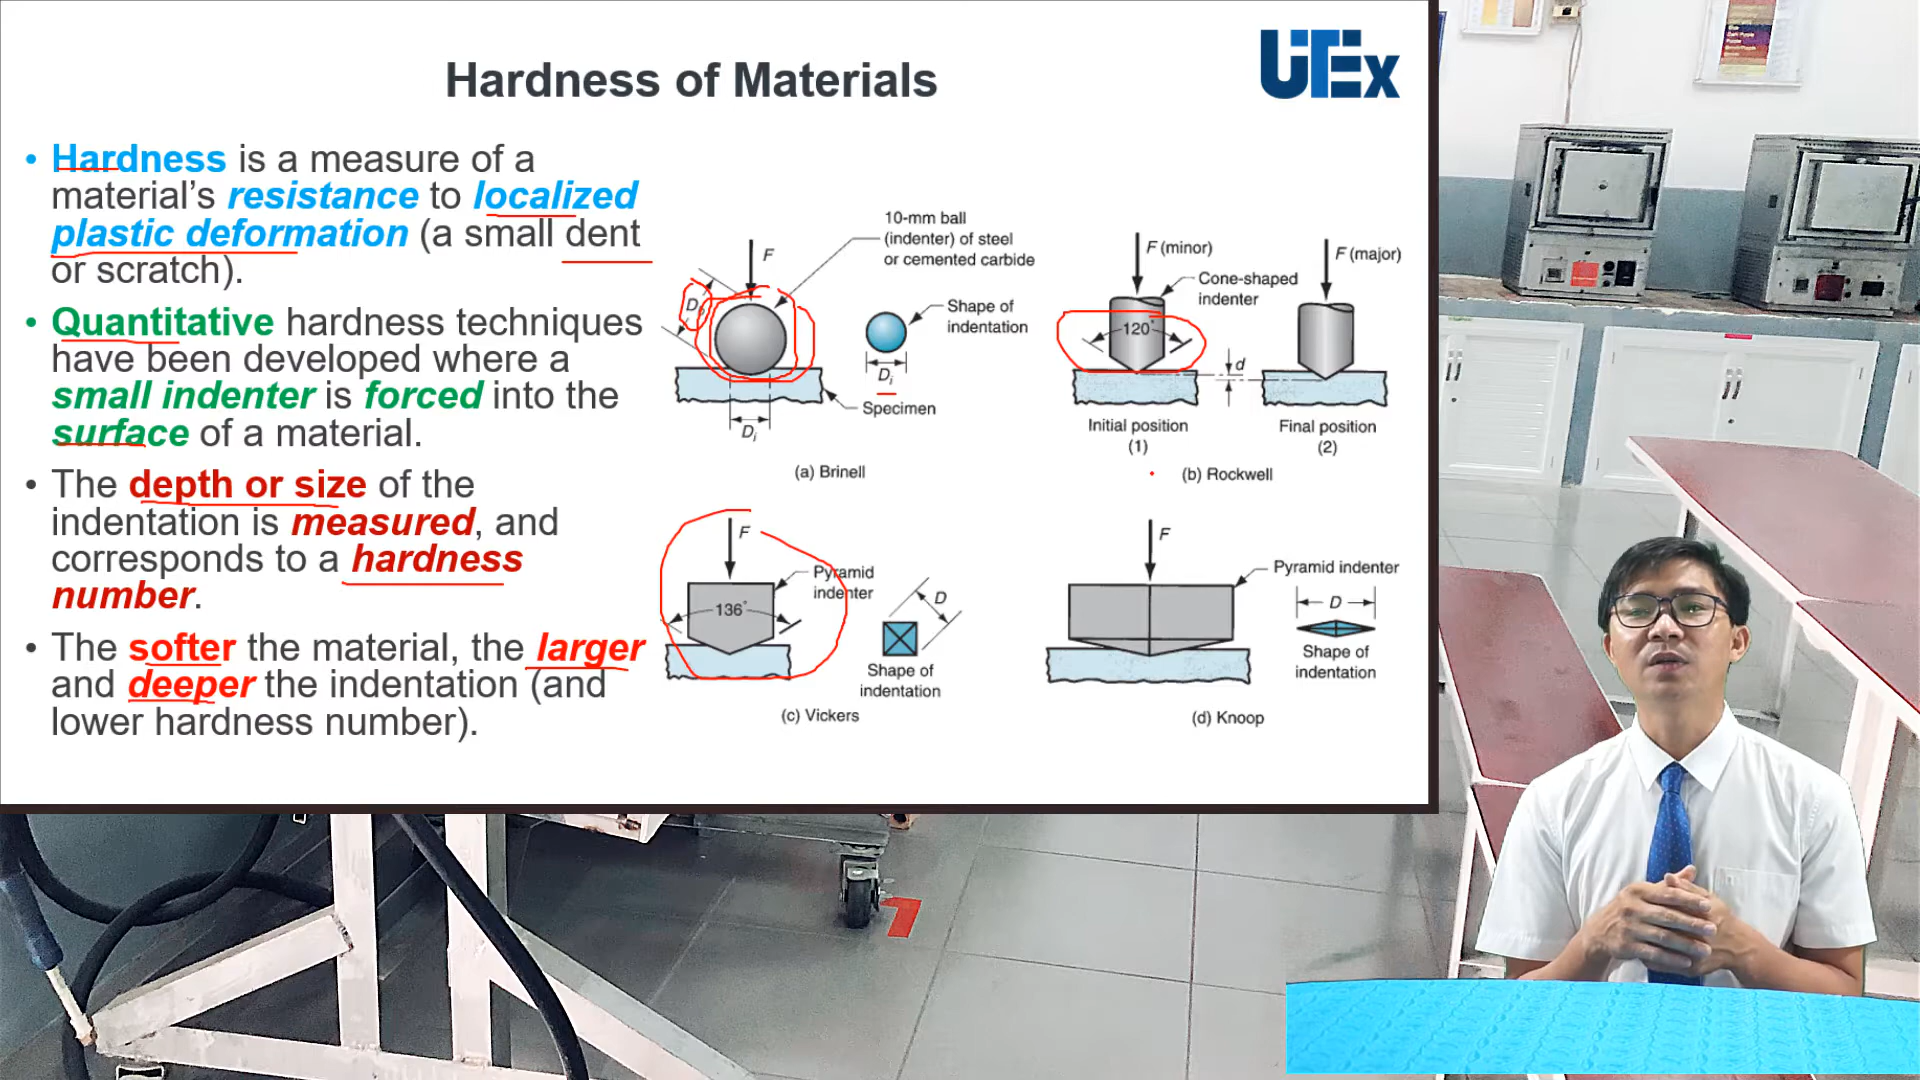 Hardness of Materials
UTEx
• Hardness is a measure of a
material's resistance to localized
plastic deformation (a small dent
or scratch).
• Quantitative hardness techniques
have been developed where a
small indenter is forced into the
surface of a material.
• The depth or size of the
indentation is measured, and
corresponds to a hardness
number.
• The softer the material, the larger
and deeper the indentation (and
lower hardness number).
F
10-mm ball
(indenter) of steel
or cemented carbide
D
Shape of
indentation
Di
Specimen
Di
(a) Brinell
F (minor)
Cone-shaped
indenter
120°
d
F (major)
Initial position
(1)
Final position
(2)
(b) Rockwell
F
Pyramid
indenter
136°
D
Shape of
indentation
(c) Vickers
F
Pyramid indenter
D
Shape of
indentation
(d) Knoop